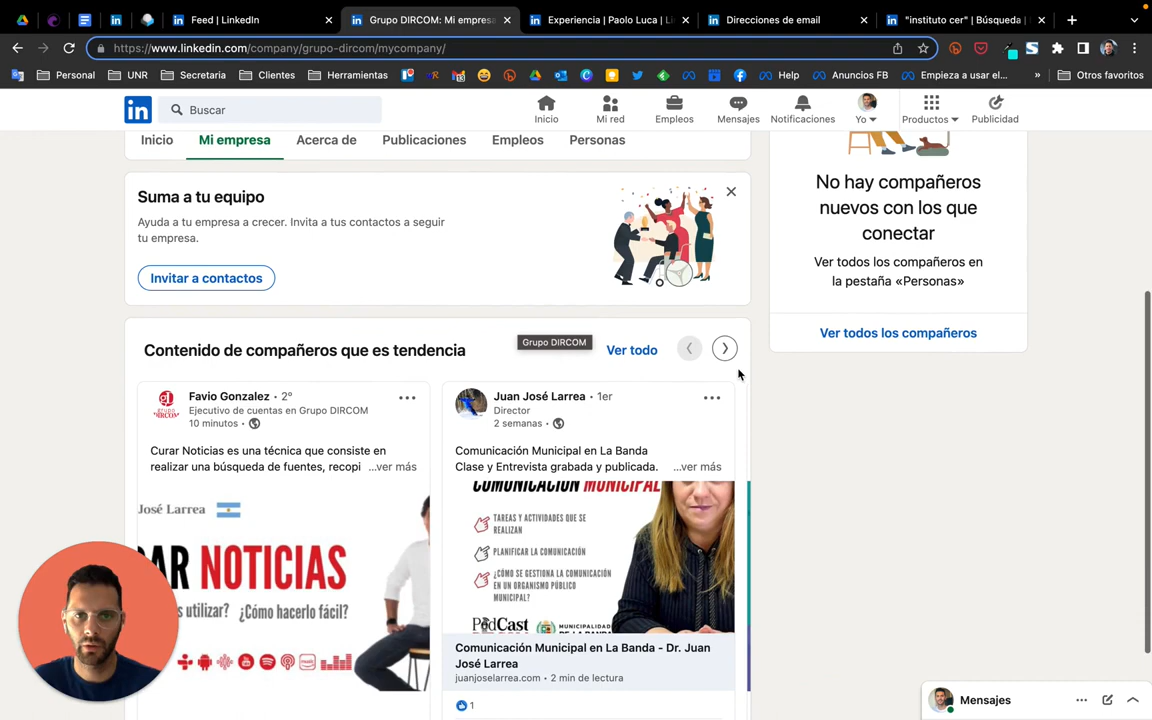 Feed | LinkedIn
Grupo DIRCOM: Mi empresa
Experiencia | Paolo Luca | Li
Direcciones de email
"instituto cer" | Búsqueda |
https://www.linkedin.com/company/grupo-dircom/mycompany/
Personal
UNR
Secretaria
Clientes
Herramientas
Help
Anuncios FB
Empieza a usar el...
»
Otros favoritos
in
Buscar
Inicio
Mi red
Empleos
Mensajes
Notificaciones
Yo
Productos
Publicidad
Inicio
Mi empresa
Acerca de
Publicaciones
Empleos
Personas
Suma a tu equipo
Ayuda a tu empresa a crecer. Invita a tus contactos a seguir
tu empresa.
Invitar a contactos
No hay compañeros
nuevos con los que
conectar
Ver todos los compañeros en
la pestaña «Personas»
Ver todos los compañeros
Contenido de compañeros que es tendencia
Grupo DIRCOM
Ver todo
Favio Gonzalez · 2°
Ejecutivo de cuentas en Grupo DIRCOM
10 minutos ·
Curar Noticias es una técnica que consiste en
realizar una búsqueda de fuentes, recopi ...ver más
José Larrea
AR NOTICIAS
s utilizar? ¿Cómo hacerlo fácil?
Juan José Larrea · 1er
Director
2 semanas ·
Comunicación Municipal en La Banda
Clase y Entrevista grabada y publicada. ...ver más
COMUNICACIÓN MUNICIPAL
TAREAS Y ACTIVIDADES QUE SE
REALIZAN
PLANIFICAR LA COMUNICACIÓN
¿CÓMO SE GESTIONA LA COMUNICACIÓN
EN UN ORGANISMO PÚBLICO
MUNICIPAL?
PodCast
MUNICIPALIDAD
Comunicación Municipal en La Banda - Dr. Juan
José Larrea
juanjoselarrea.com · 2 min de lectura
1
Mensajes